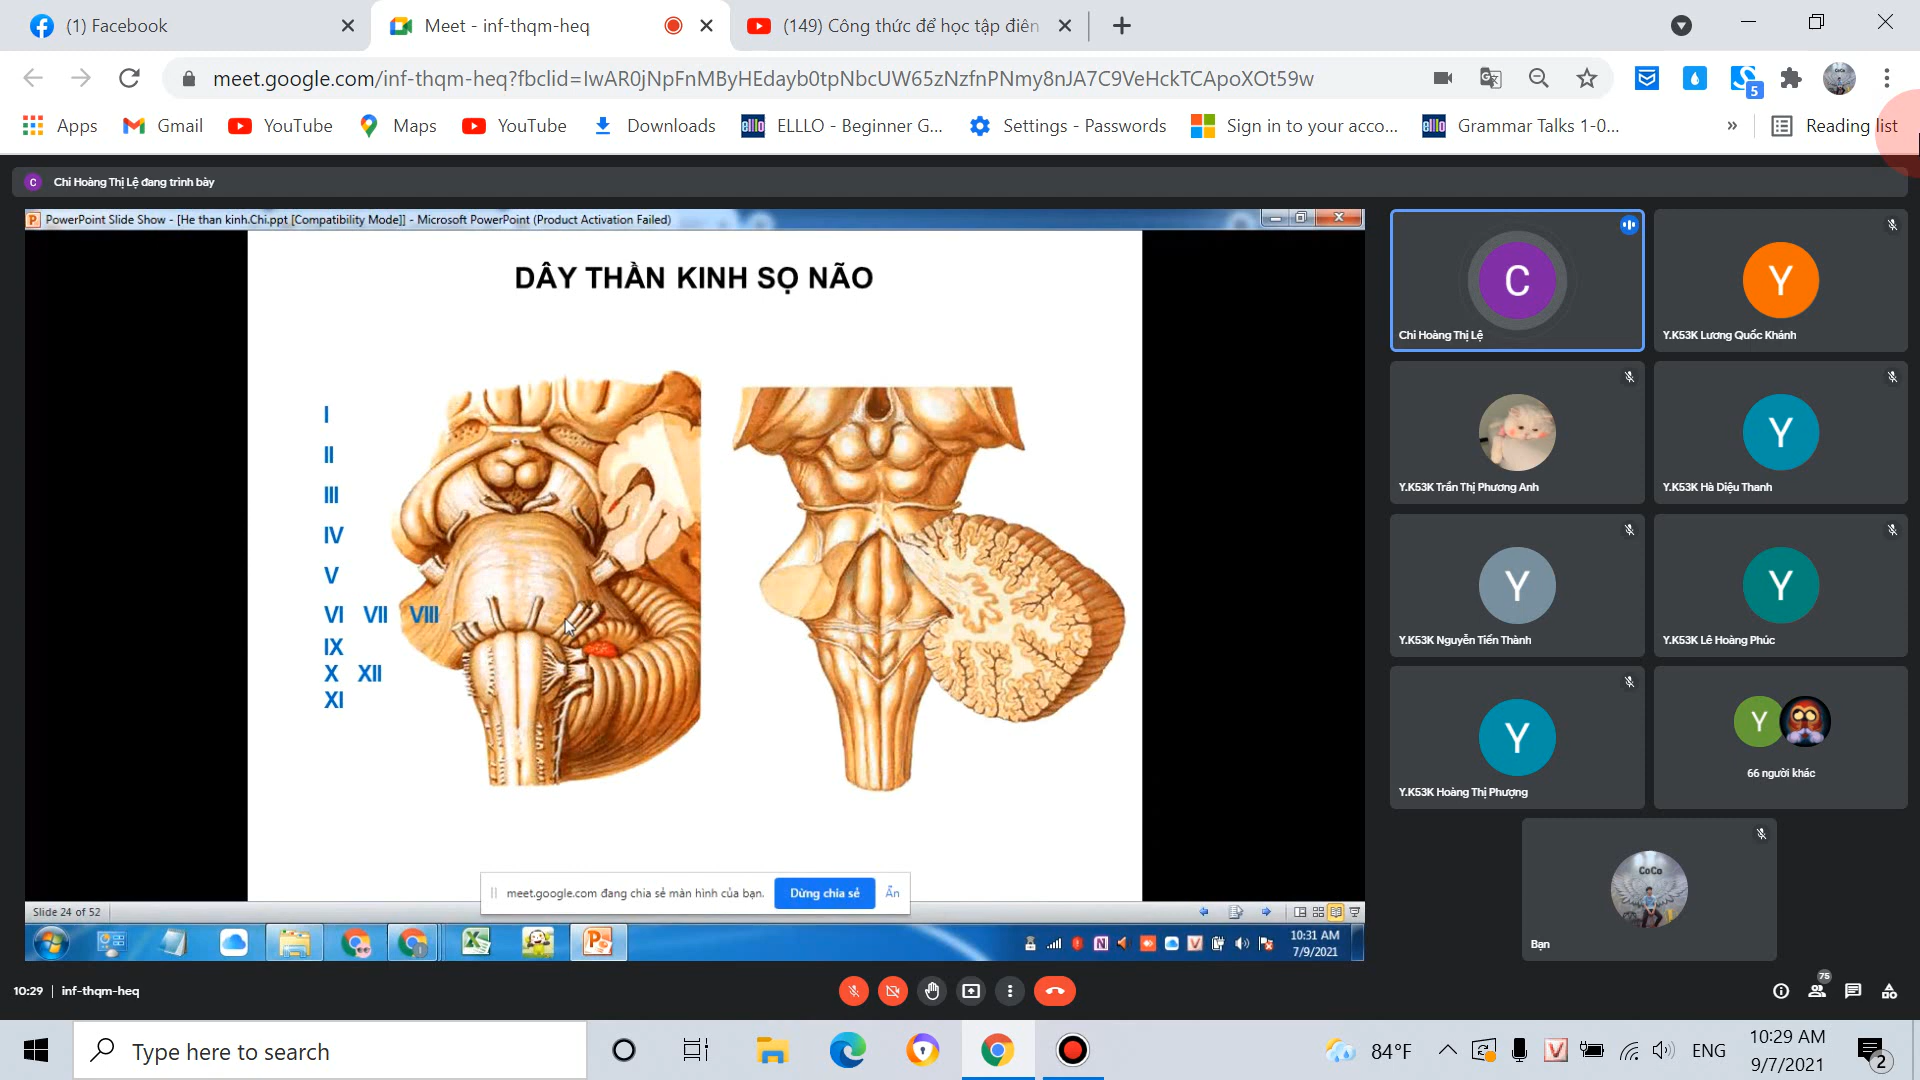 (1) Facebook
Meet - inf-thqm-heq
(149) Công thức để học tập điên
meet.google.com/inf-thqm-heq?fbclid=IwAR0jNpFnMByHEdayb0tpNbcUW65zNzfnPNmy8nJA7C9VeHckTCApoXOt59w
5
Apps
Gmail
YouTube
Maps
YouTube
Downloads
elllo
ELLLO - Beginner G...
Settings - Passwords
Sign in to your acco...
elllo
Grammar Talks 1-0...
»
Reading list
C
Chi Hoàng Thị Lệ đang trình bày
PowerPoint Slide Show - [He than kinh.Chi.ppt [Compatibility Mode]] - Microsoft PowerPoint (Product Activation Failed)
DÂY THẦN KINH SỌ NÃO
I
II
III
IV
V
VI VII VIII
IX
X XII
XI
meet.google.com đang chia sẻ màn hình của bạn.
Dừng chia sẻ
Ẩn
Slide 24 of 52
10:31 AM
7/9/2021
C
Chi Hoàng Thị Lệ
Y
Y.K53K Lương Quốc Khánh
Y.K53K Trần Thị Phương Anh
Y
Y.K53K Hà Diệu Thanh
Y
Y.K53K Nguyễn Tiến Thành
Y
Y.K53K Lê Hoàng Phúc
Y
Y.K53K Hoàng Thị Phượng
Y
66 người khác
CoCo
Bạn
10:29 | inf-thqm-heq
75
Type here to search
84°F
ENG
10:29 AM
9/7/2021
2